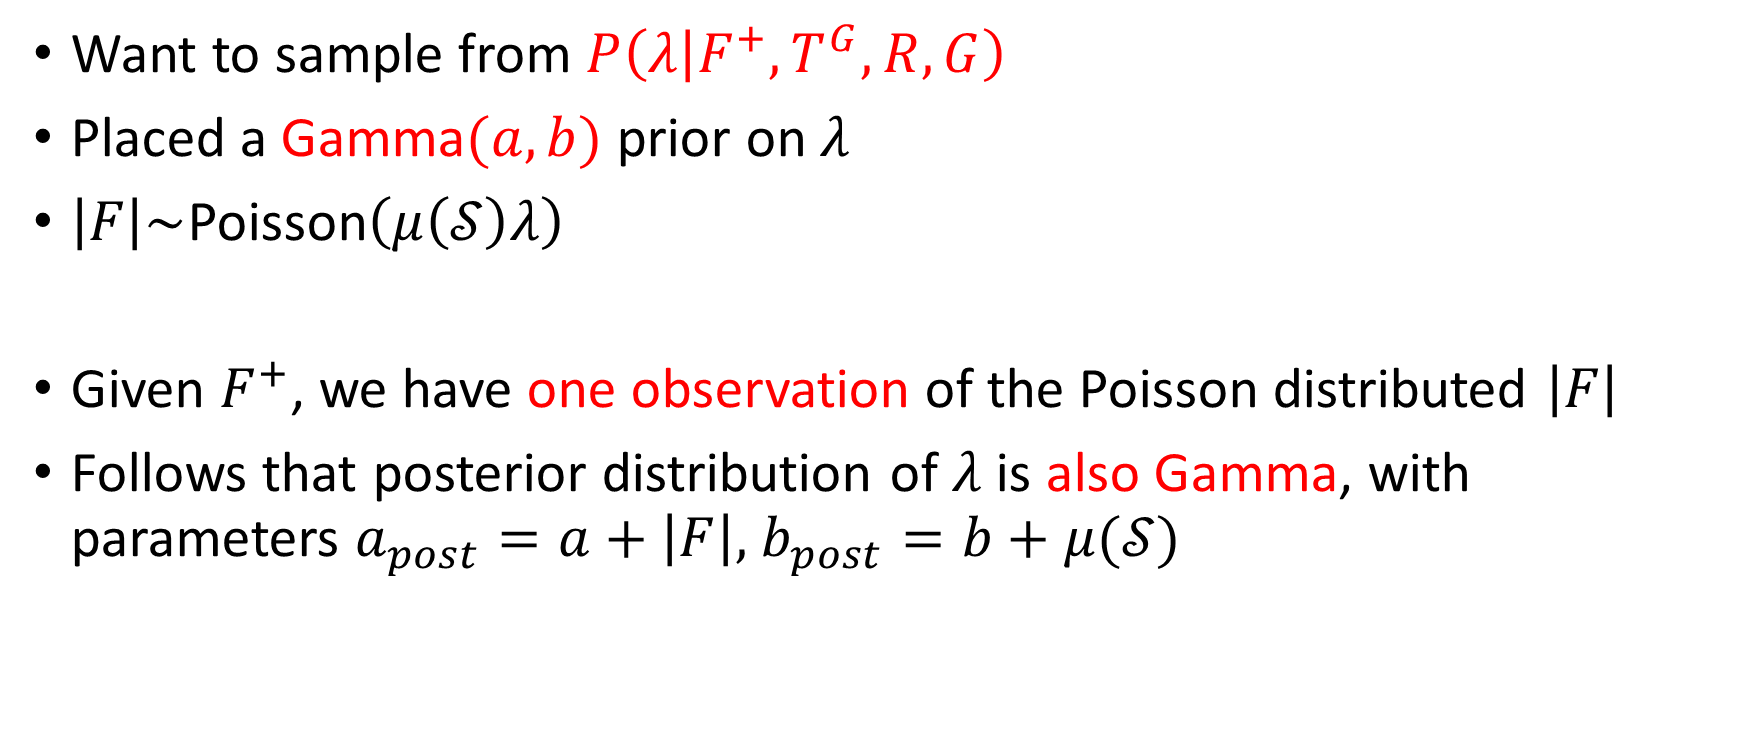 • Want to sample from P(λ|F⁺, Tᴳ, R, G)
• Placed a Gamma(a, b) prior on λ
• |F|~Poisson(μ(𝒮)λ)
• Given F⁺, we have one observation of the Poisson distributed |F|
• Follows that posterior distribution of λ is also Gamma, with
parameters a_post = a + |F|, b_post = b + μ(𝒮)